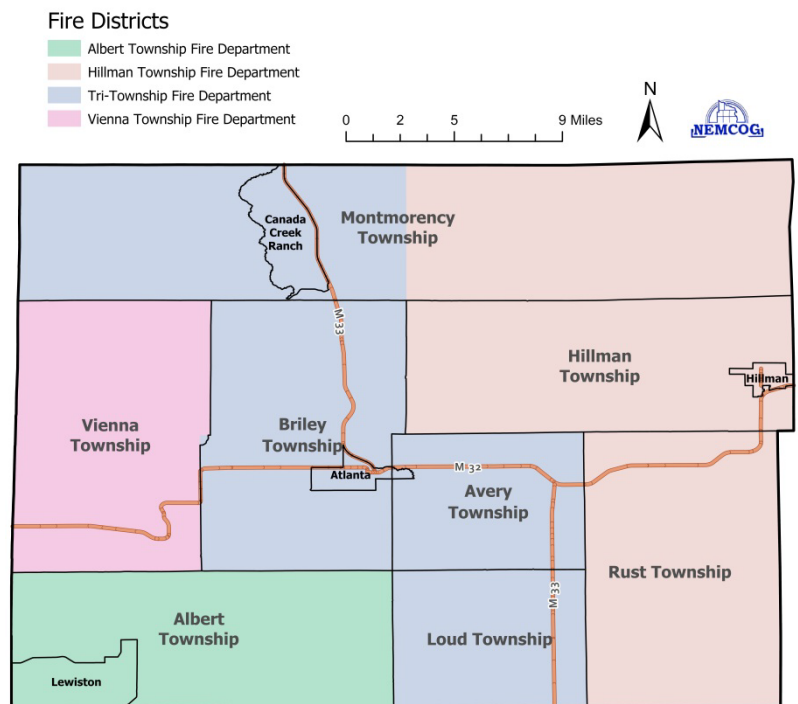 Fire Districts
Albert Township Fire Department
Hillman Township Fire Department
Tri-Township Fire Department
Vienna Township Fire Department
0 2 5 9 Miles
N
NEMCOG
Montmorency
Township
Canada
Creek
Ranch
M-33
Hillman
Township
Hillman
Vienna
Township
Briley
Township
Atlanta
M-32
Avery
Township
Rust Township
Albert
Township
Loud Township
M-33
Lewiston